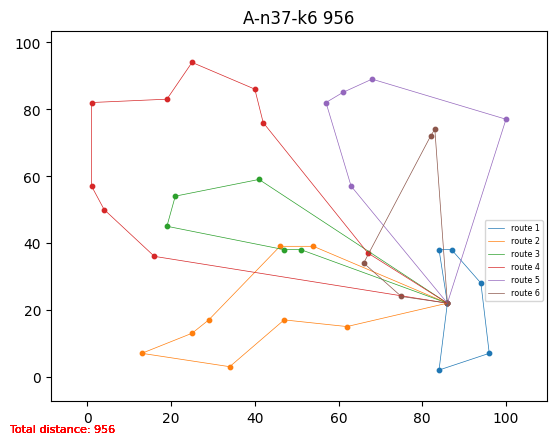 A-n37-k6 956
100
80
60
40
20
0
route 1
route 2
route 3
route 4
route 5
route 6
0 20 40 60 80 100
Total distance: 956